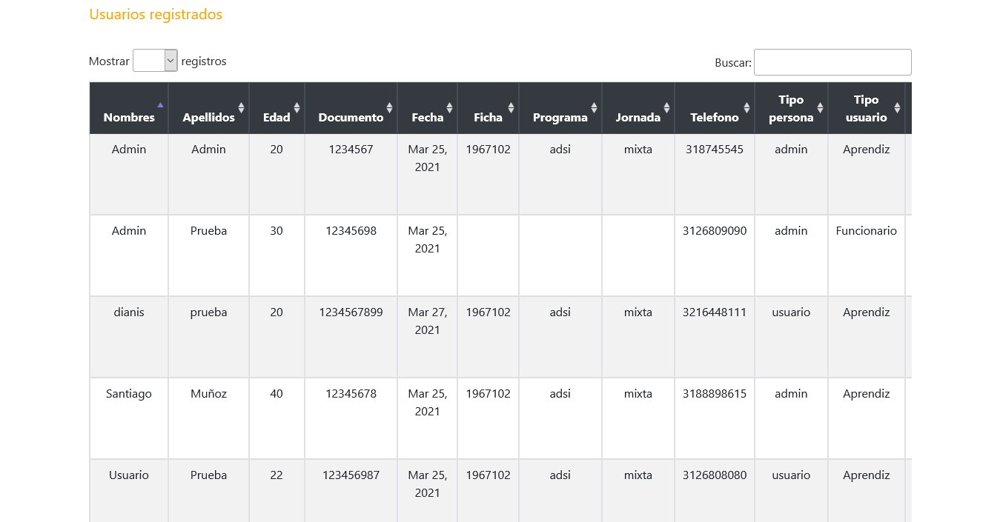 Usuarios registrados
Mostrar registros Buscar:
Nombres Apellidos Edad Documento Fecha Ficha Programa Jornada Telefono Tipo persona Tipo usuario
Admin Admin 20 1234567 Mar 25, 2021 1967102 adsi mixta 318745545 admin Aprendiz
Admin Prueba 30 12345698 Mar 25, 2021 3126809090 admin Funcionario
dianis prueba 20 1234567899 Mar 27, 2021 1967102 adsi mixta 3216448111 usuario Aprendiz
Santiago Muñoz 40 12345678 Mar 25, 2021 1967102 adsi mixta 3188898615 admin Aprendiz
Usuario Prueba 22 123456987 Mar 25, 2021 1967102 adsi mixta 3126808080 usuario Aprendiz